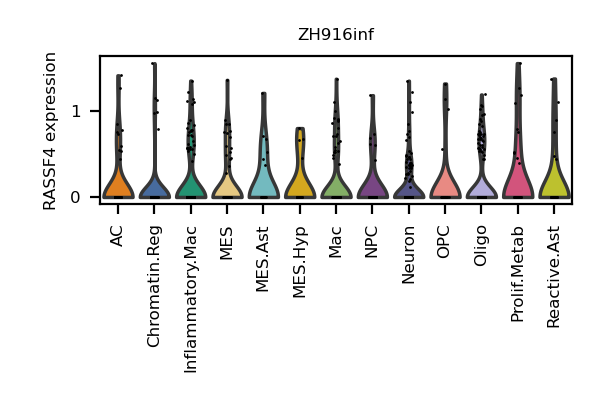 ZH916inf
RASSF4 expression
1
0
AC
Chromatin.Reg
Inflammatory.Mac
MES
MES.Ast
MES.Hyp
Mac
NPC
Neuron
OPC
Oligo
Prolif.Metab
Reactive.Ast